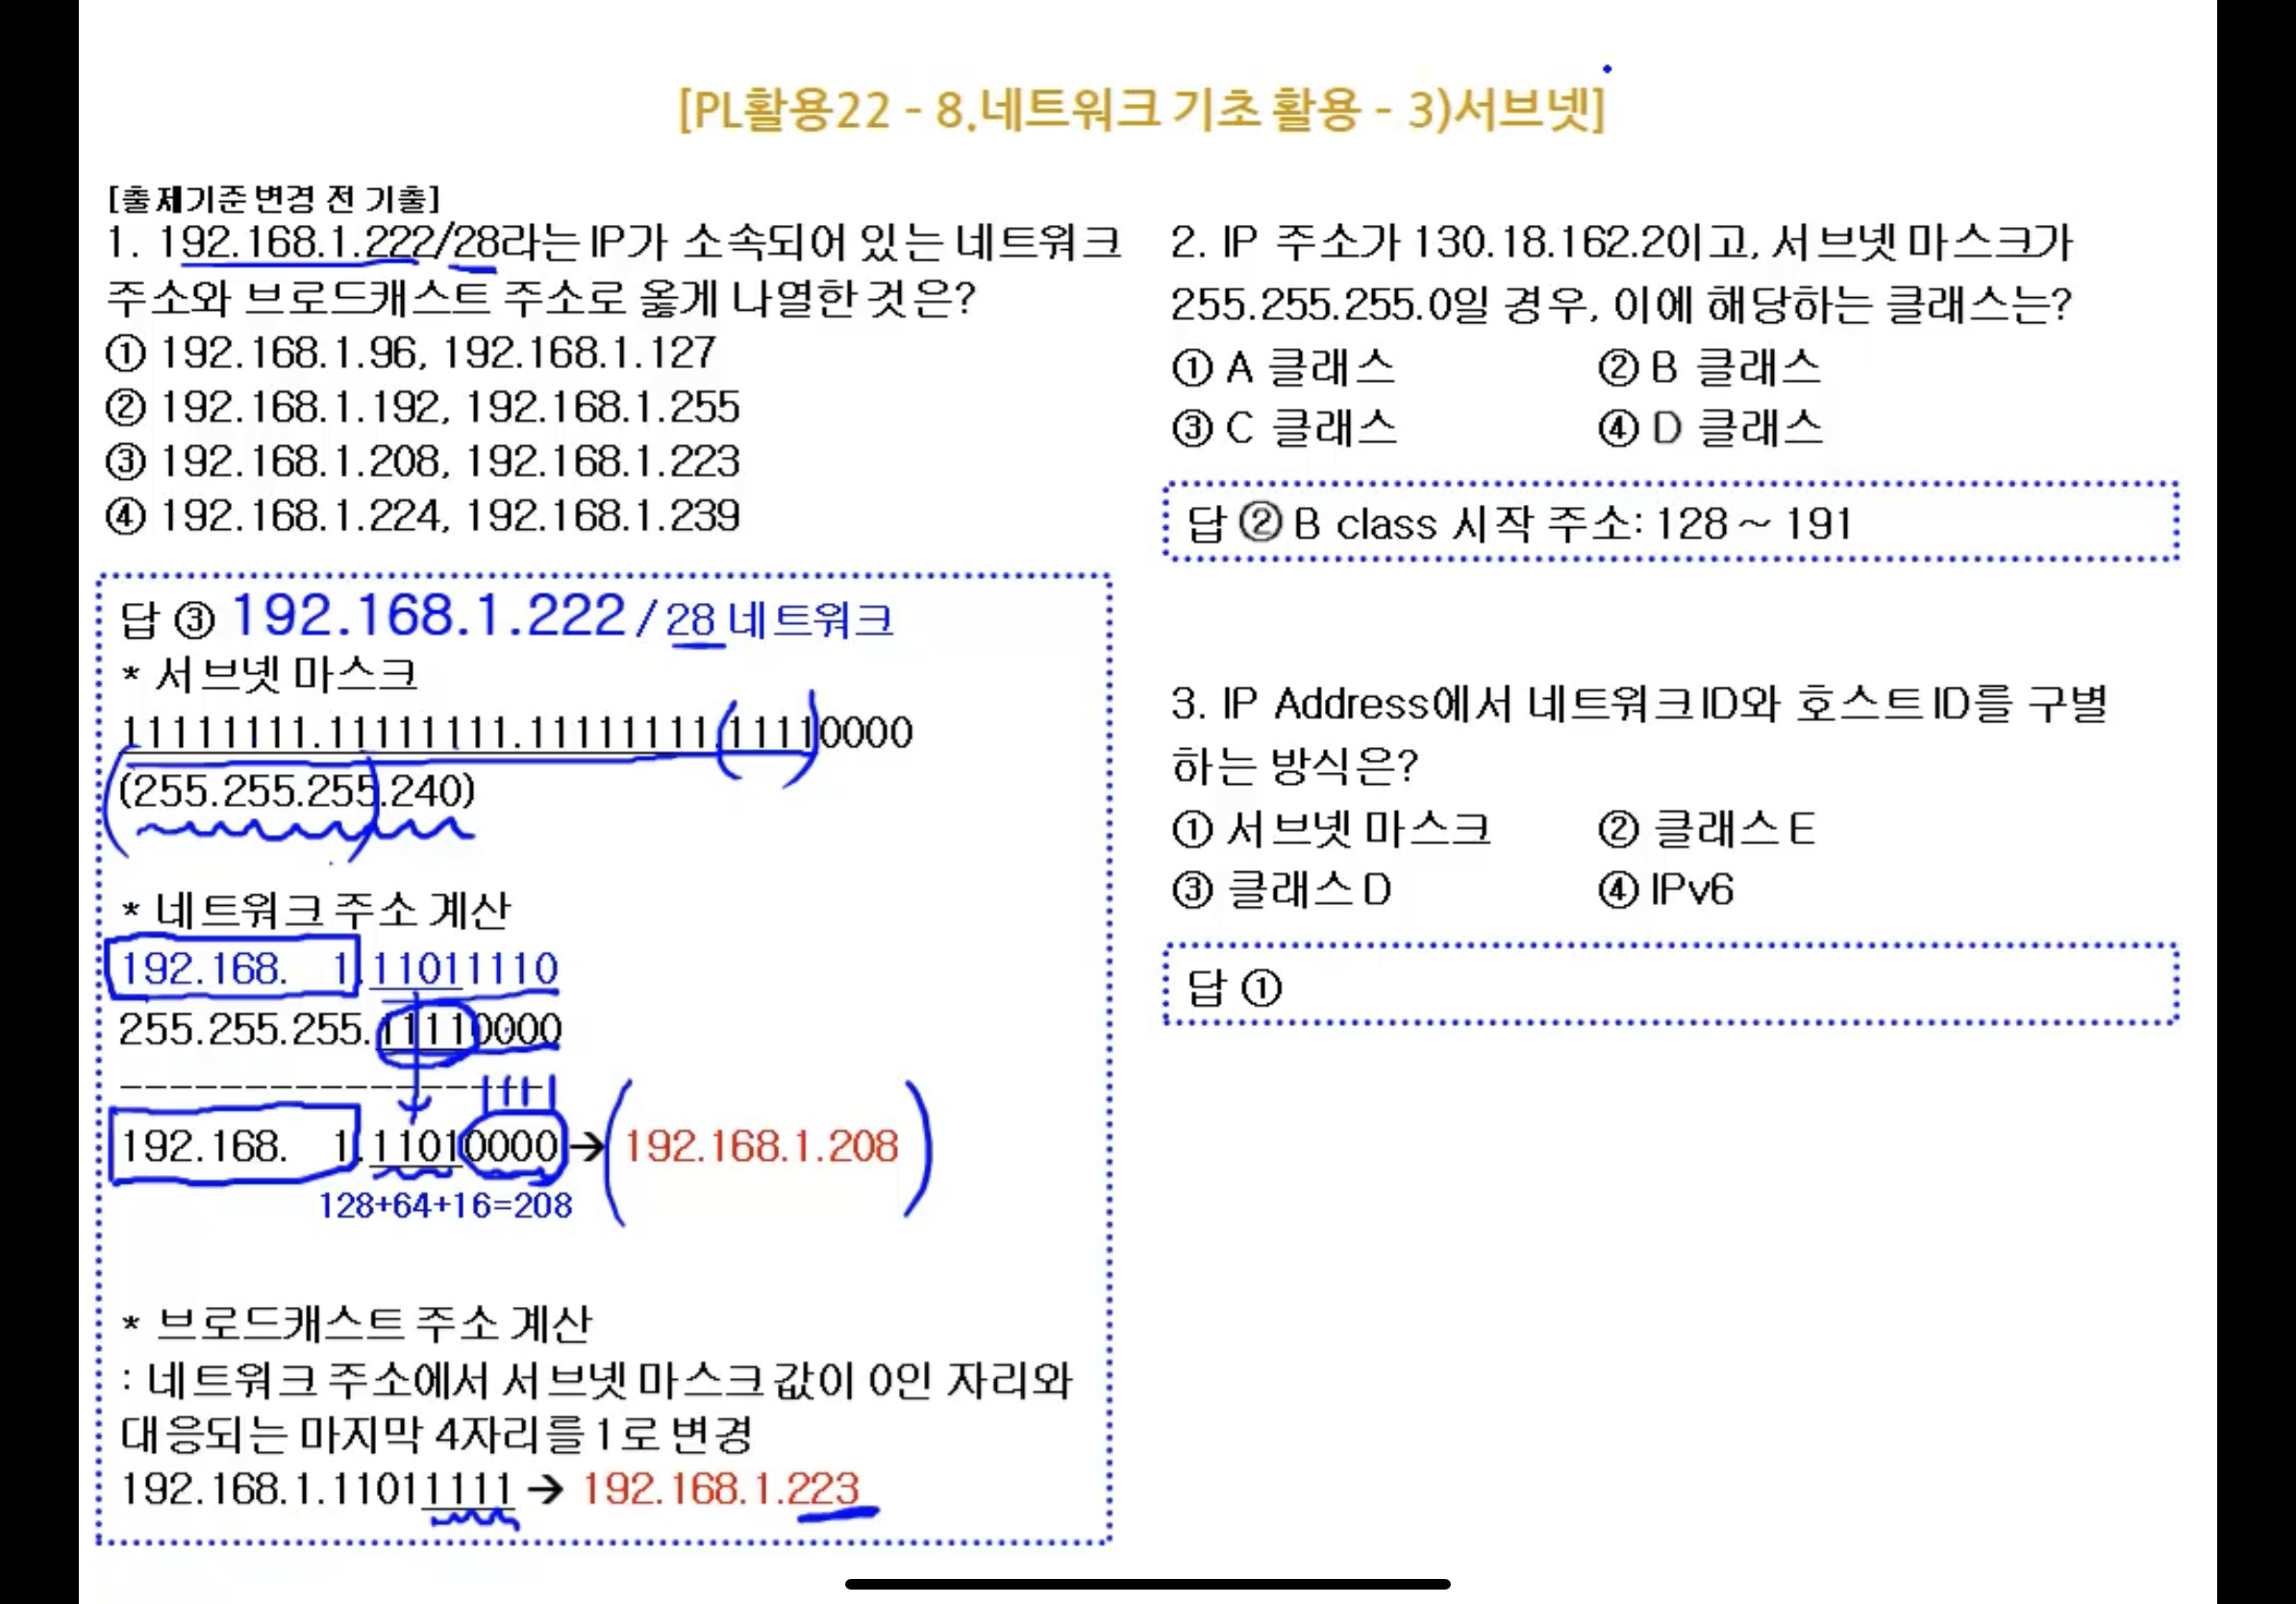 [PL활용22 - 8.네트워크 기초 활용 - 3)서브넷]
[출제기준변경 전 기출]
1. 192.168.1.222/28라는 IP가 소속되어 있는 네트워크
주소와 브로드캐스트 주소로 옳게 나열한 것은?
① 192.168.1.96, 192.168.1.127
② 192.168.1.192, 192.168.1.255
③ 192.168.1.208, 192.168.1.223
④ 192.168.1.224, 192.168.1.239
답 ③ 192.168.1.222 / 28 네트워크
* 서브넷 마스크
11111111.11111111.11111111.11110000
(255.255.255.240)
* 네트워크 주소 계산
192.168. 1.11011110
255.255.255.11110000
--------------------
192.168. 1.11010000 → 192.168.1.208
128+64+16=208
* 브로드캐스트 주소 계산
: 네트워크 주소에서 서브넷 마스크 값이 0인 자리와
대응되는 마지막 4자리를 1로 변경
192.168.1.11011111 → 192.168.1.223
2. IP 주소가 130.18.162.2이고, 서브넷 마스크가
255.255.255.0일 경우, 이에 해당하는 클래스는?
① A 클래스 ② B 클래스
③ C 클래스 ④ D 클래스
답 ② B class 시작 주소: 128 ~ 191
3. IP Address에서 네트워크 ID와 호스트 ID를 구별
하는 방식은?
① 서브넷 마스크 ② 클래스 E
③ 클래스 D ④ IPv6
답 ①